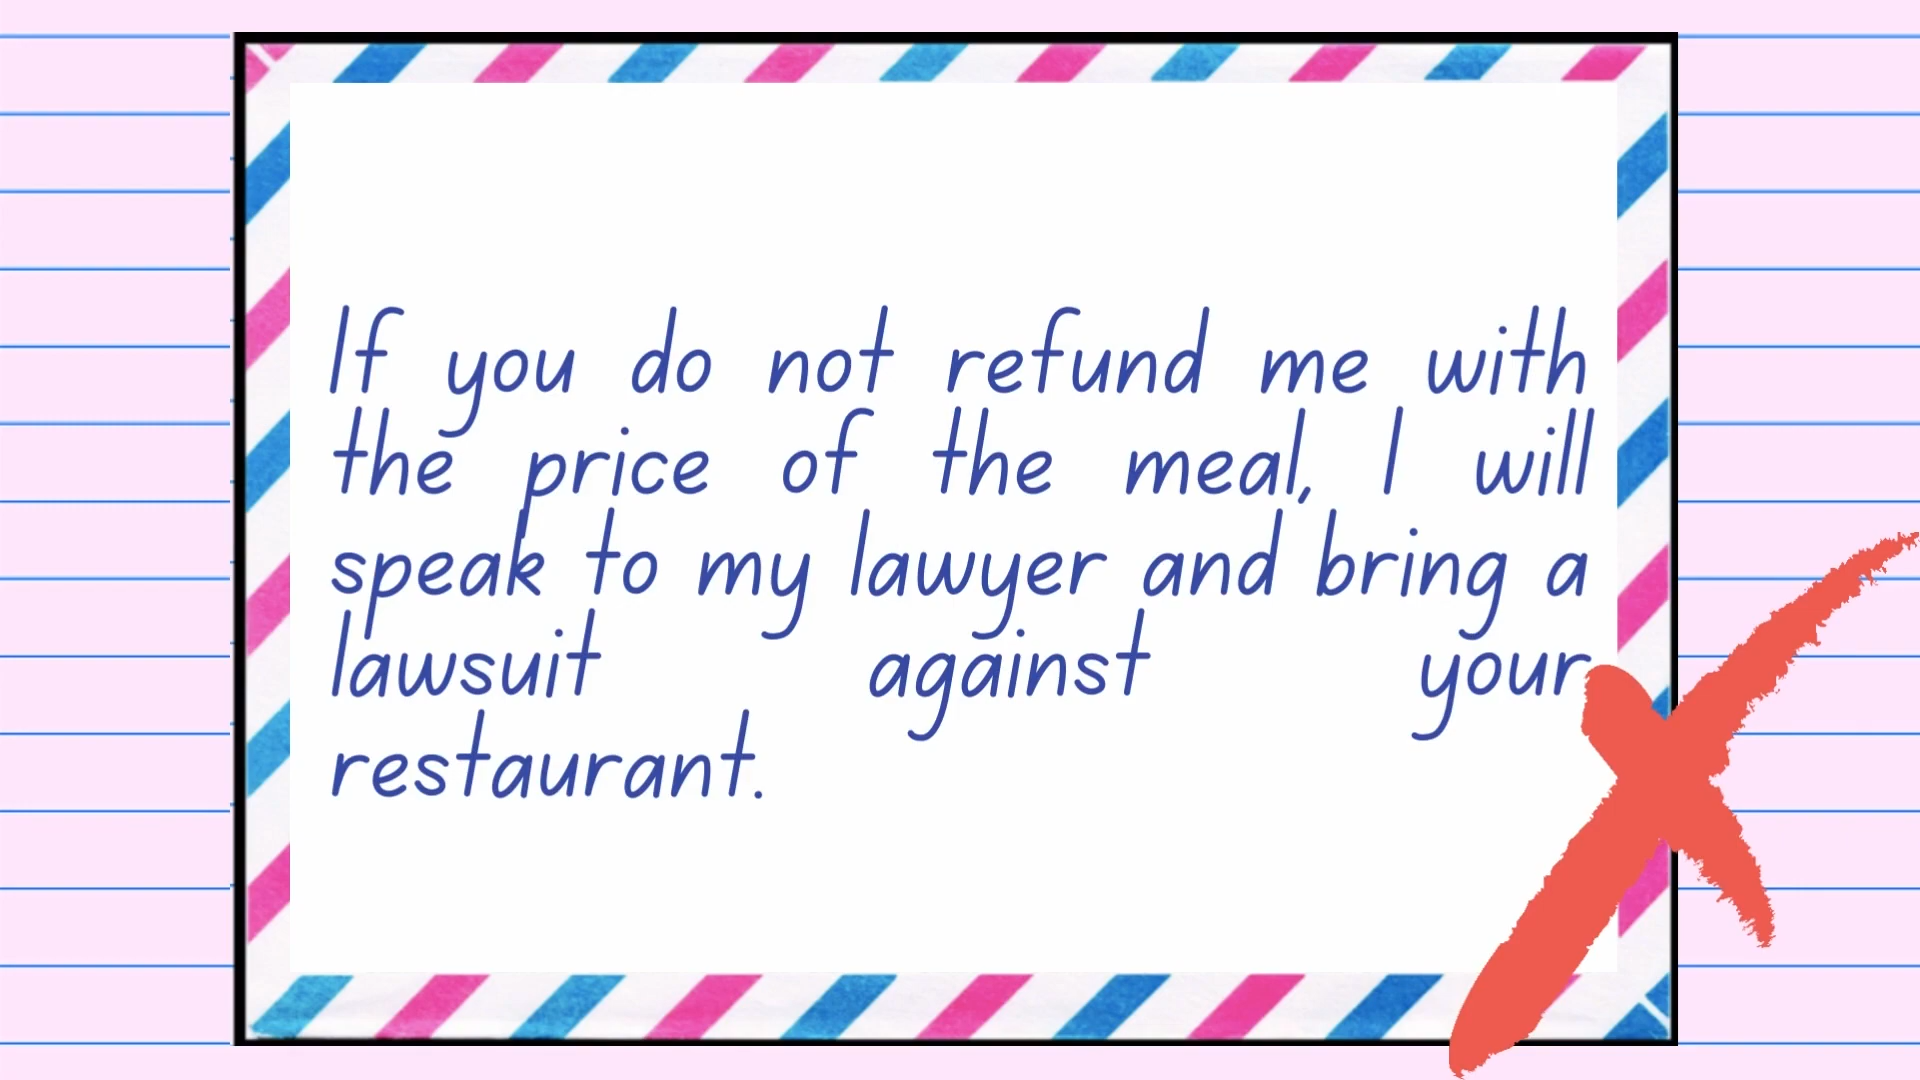 If you do not refund me with
the price of the meal, I will
speak to my lawyer and bring a
lawsuit against your
restaurant.